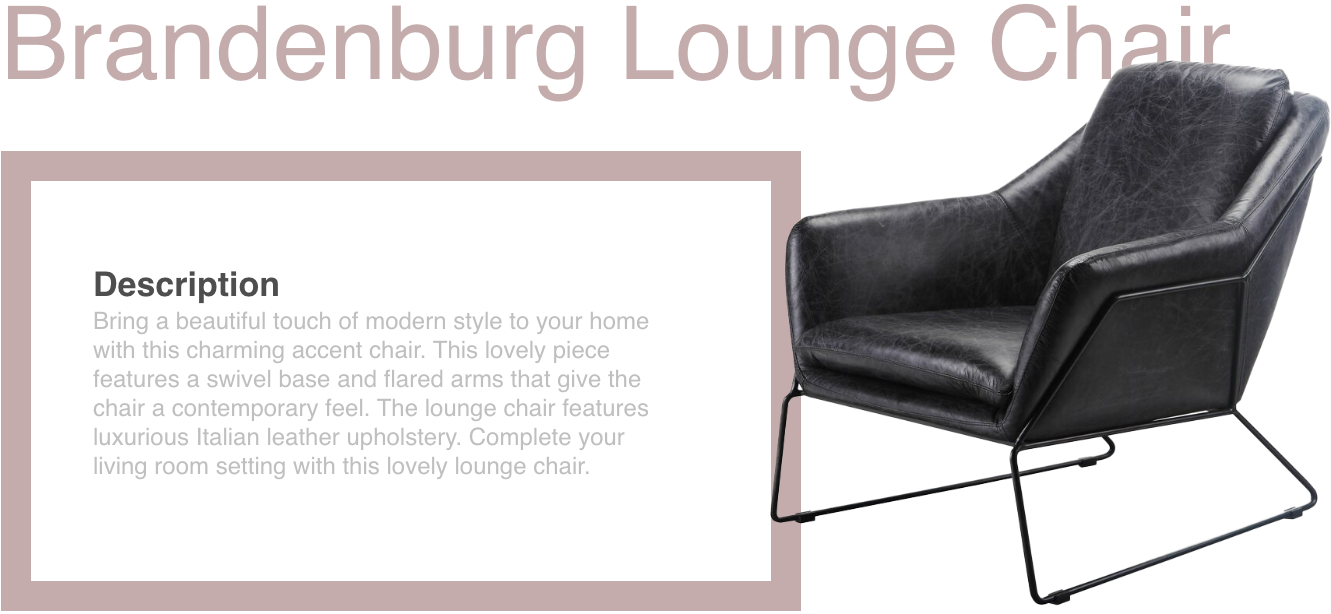 Brandenburg Lounge Chair
Description
Bring a beautiful touch of modern style to your home
with this charming accent chair. This lovely piece
features a swivel base and flared arms that give the
chair a contemporary feel. The lounge chair features
luxurious Italian leather upholstery. Complete your
living room setting with this lovely lounge chair.